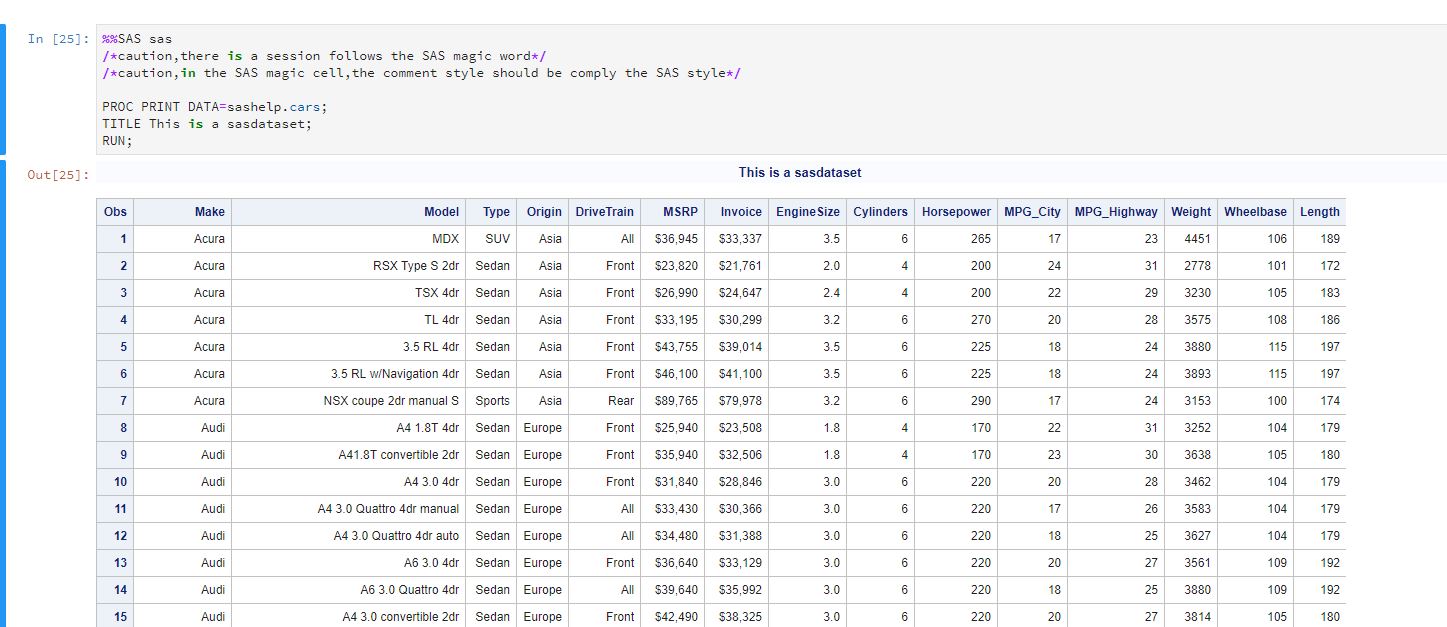 In [25]: %%SAS sas
/*caution,there is a session follows the SAS magic word*/
/*caution,in the SAS magic cell,the comment style should be comply the SAS style*/
PROC PRINT DATA=sashelp.cars;
TITLE This is a sasdataset;
RUN;
Out[25]: This is a sasdataset
Obs Make Model Type Origin DriveTrain MSRP Invoice EngineSize Cylinders Horsepower MPG_City MPG_Highway Weight Wheelbase Length
1 Acura MDX SUV Asia All $36,945 $33,337 3.5 6 265 17 23 4451 106 189
2 Acura RSX Type S 2dr Sedan Asia Front $23,820 $21,761 2.0 4 200 24 31 2778 101 172
3 Acura TSX 4dr Sedan Asia Front $26,990 $24,647 2.4 4 200 22 29 3230 105 183
4 Acura TL 4dr Sedan Asia Front $33,195 $30,299 3.2 6 270 20 28 3575 108 186
5 Acura 3.5 RL 4dr Sedan Asia Front $43,755 $39,014 3.5 6 225 18 24 3880 115 197
6 Acura 3.5 RL w/Navigation 4dr Sedan Asia Front $46,100 $41,100 3.5 6 225 18 24 3893 115 197
7 Acura NSX coupe 2dr manual S Sports Asia Rear $89,765 $79,978 3.2 6 290 17 24 3153 100 174
8 Audi A4 1.8T 4dr Sedan Europe Front $25,940 $23,508 1.8 4 170 22 31 3252 104 179
9 Audi A41.8T convertible 2dr Sedan Europe Front $35,940 $32,506 1.8 4 170 23 30 3638 105 180
10 Audi A4 3.0 4dr Sedan Europe Front $31,840 $28,846 3.0 6 220 20 28 3462 104 179
11 Audi A4 3.0 Quattro 4dr manual Sedan Europe All $33,430 $30,366 3.0 6 220 17 26 3583 104 179
12 Audi A4 3.0 Quattro 4dr auto Sedan Europe All $34,480 $31,388 3.0 6 220 18 25 3627 104 179
13 Audi A6 3.0 4dr Sedan Europe Front $36,640 $33,129 3.0 6 220 20 27 3561 109 192
14 Audi A6 3.0 Quattro 4dr Sedan Europe All $39,640 $35,992 3.0 6 220 18 25 3880 109 192
15 Audi A4 3.0 convertible 2dr Sedan Europe Front $42,490 $38,325 3.0 6 220 20 27 3814 105 180